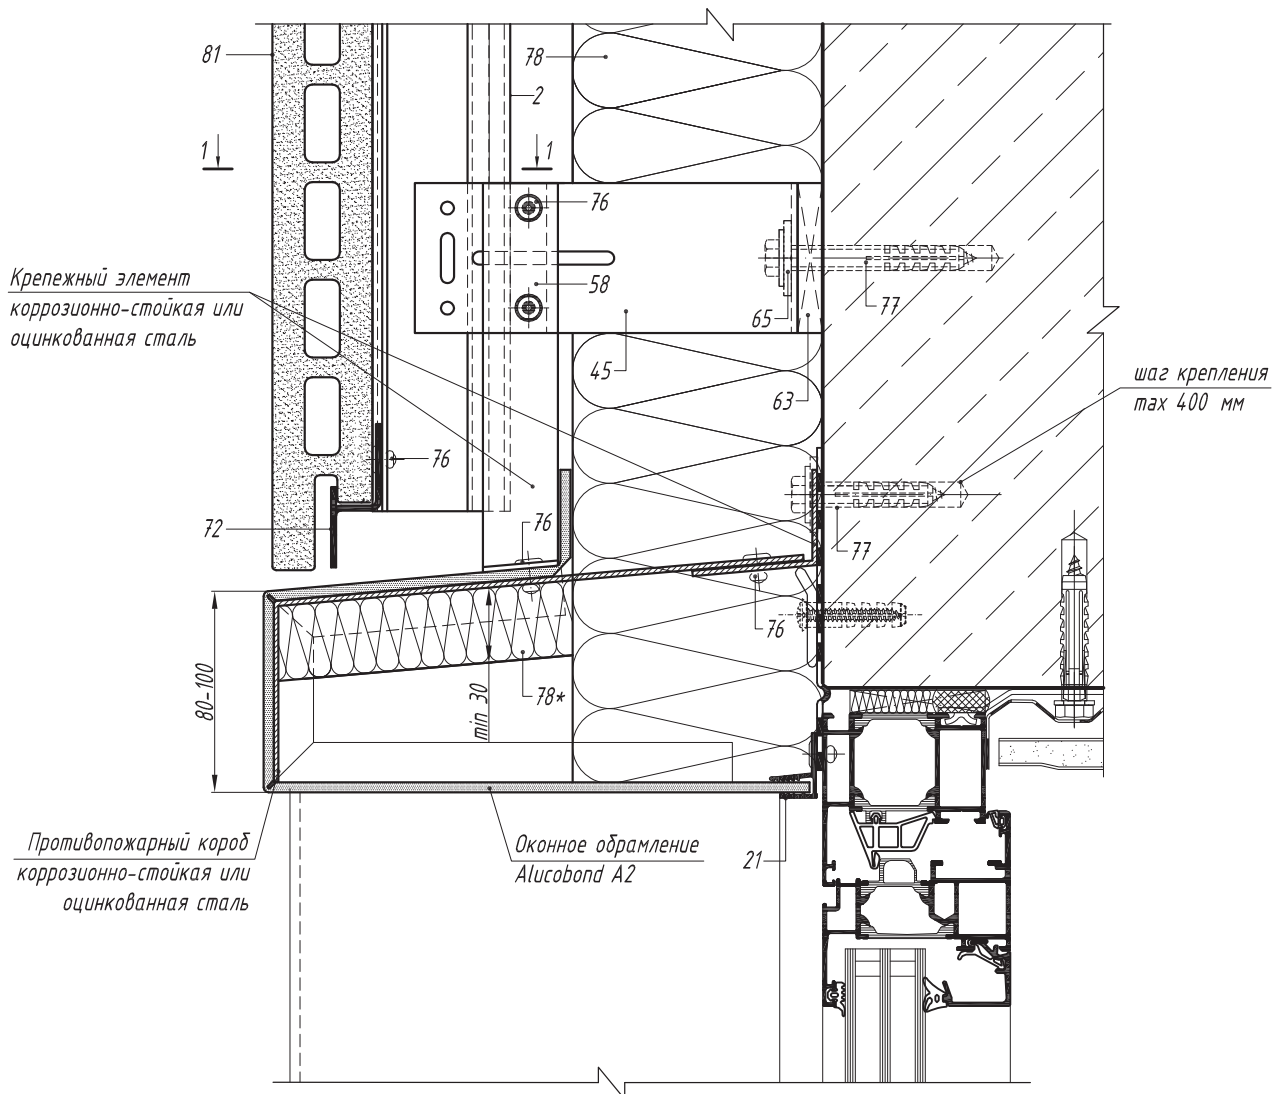 81
78
2
1
1
76
Крепежный элемент
коррозионно-стойкая или
оцинкованная сталь
58
77
65
45
63
шаг крепления
max 400 мм
76
72
76
77
76
80-100
min 30
78*
Противопожарный короб
коррозионно-стойкая или
оцинкованная сталь
Оконное обрамление
Alucobond A2
21